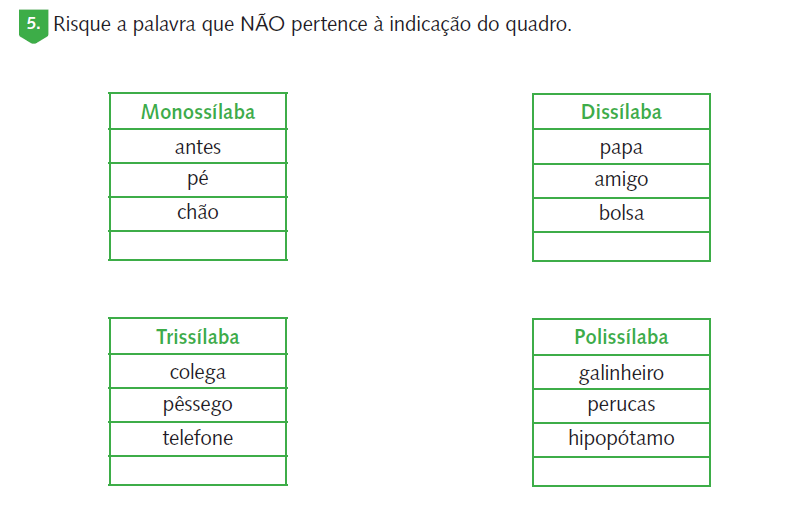 5. Risque a palavra que NÃO pertence à indicação do quadro.
Monossílaba
antes
pé
chão
Dissílaba
papa
amigo
bolsa
Trissílaba
colega
pêssego
telefone
Polissílaba
galinheiro
perucas
hipopótamo